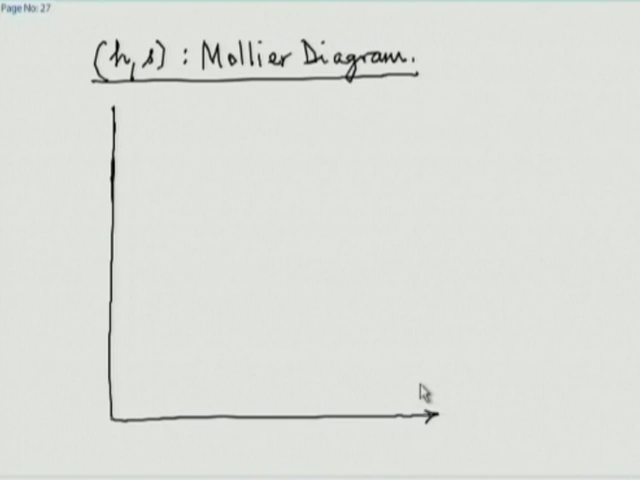 Page No: 27
(h, s) : Mollier Diagram.